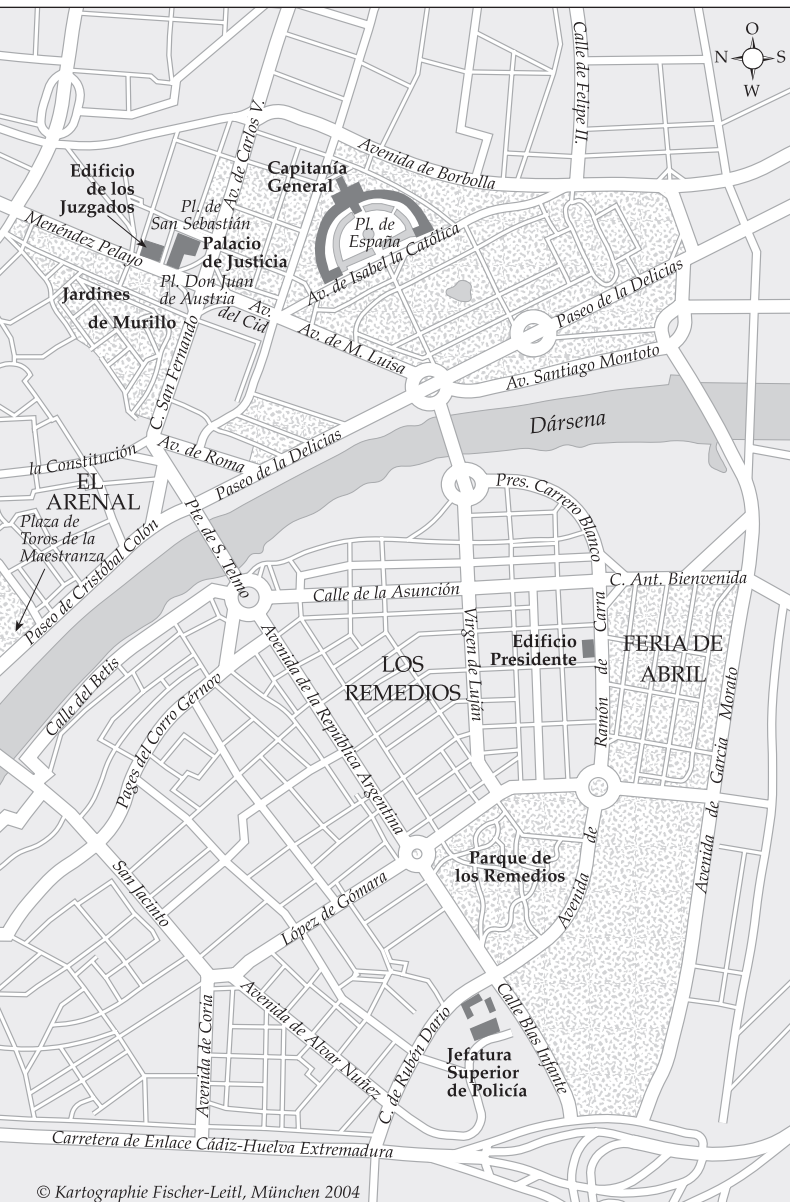 O
N
S
W
Calle de Felipe II.
Av. de Carlos V.
Avenida de Borbolla
Capitanía
General
Edificio
de los
Juzgados
Pl. de
San Sebastián
Pl. de
España
Menéndez Pelayo
Palacio
de Justicia
Av. de Isabel la Católica
Pl. Don Juan
de Austria
Jardines
de Murillo
Av.
del Cid
Av. de M. Luisa
Paseo de la Delicias
Av. Santiago Montoto
C. San Fernando
Dársena
la Constitución
Av. de Roma
Paseo de la Delicias
EL
ARENAL
Pres. Carrero Blanco
Plaza de
Toros de la
Maestranza
Pte. de S. Telmo
Paseo de Cristóbal Colón
Calle de la Asunción
C. Ant. Bienvenida
Virgen de Luján
Edificio
Presidente
Ramón de Carra
FERIA DE
ABRIL
LOS
REMEDIOS
Calle del Betis
Pages del Corro Gérnov
Avenida de la República Argentina
Avenida de Garcia Morato
Parque de
los Remedios
Avenida de
San Jacinto
López de Gómara
Avenida de Coria
Avenida de Alvar Nuñez
C. de Rubén Dario
Calle Blas Infante
Jefatura
Superior
de Policía
Carretera de Enlace Cádiz-Huelva Extremadura
© Kartographie Fischer-Leitl, München 2004